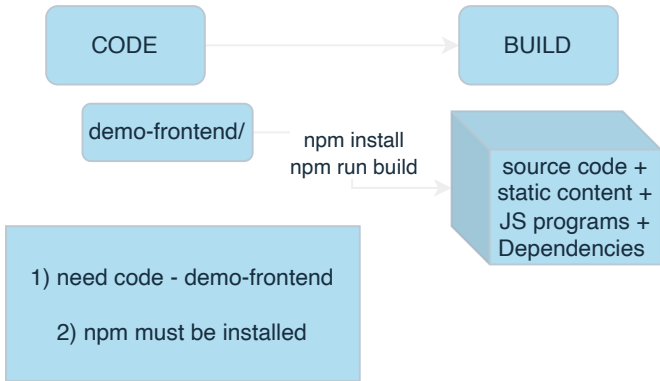 CODE
BUILD
demo-frontend/
npm install
npm run build
source code +
static content +
JS programs +
Dependencies
1) need code - demo-frontend
2) npm must be installed